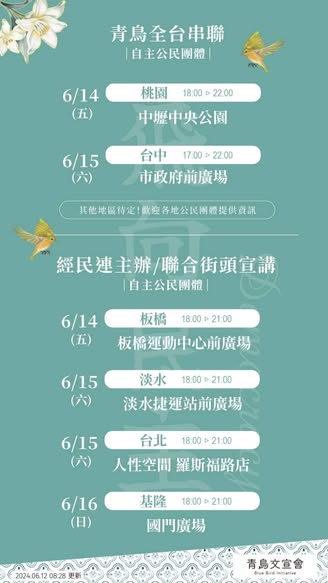 青鳥全台串聯
|自主公民團體|
6/14 桃園 18:00 ▷ 22:00
(五) 中壢中央公園
6/15 台中 17:00 ▷ 22:00
(六) 市政府前廣場
其他地區待定!歡迎各地公民團體提供資訊
經民連主辦/聯合街頭宣講
|自主公民團體|
6/14 板橋 18:00 ▷ 21:00
(五) 板橋運動中心前廣場
6/15 淡水 18:00 ▷ 21:00
(六) 淡水捷運站前廣場
6/15 台北 18:00 ▷ 21:00
(六) 人性空間 羅斯福路店
6/16 基隆 18:00 ▷ 21:00
(日) 國門廣場
飛向民主
Democracy
青鳥文宣會
Blue Bird Initiative
2024.06.12 08:28 更新